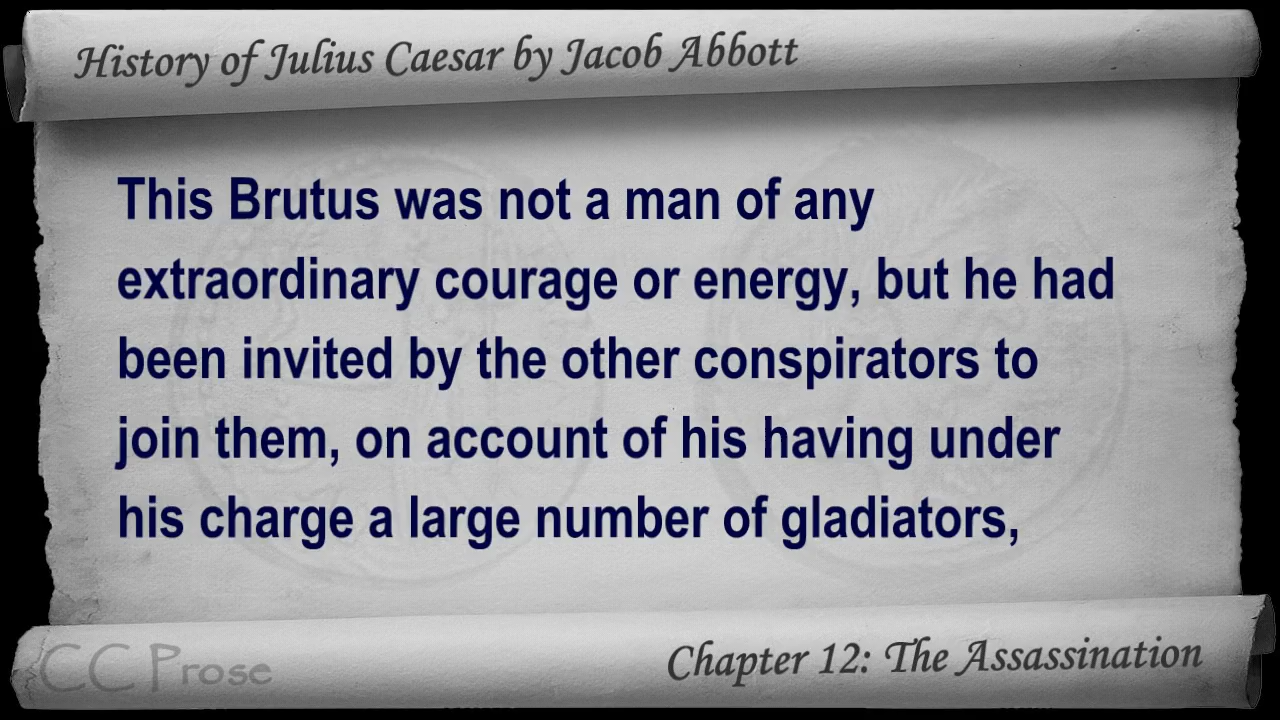 History of Julius Caesar by Jacob Abbott
This Brutus was not a man of any
extraordinary courage or energy, but he had
been invited by the other conspirators to
join them, on account of his having under
his charge a large number of gladiators,
CC Prose
Chapter 12: The Assassination